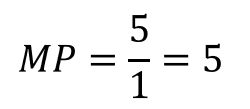 MP = 5/1 = 5